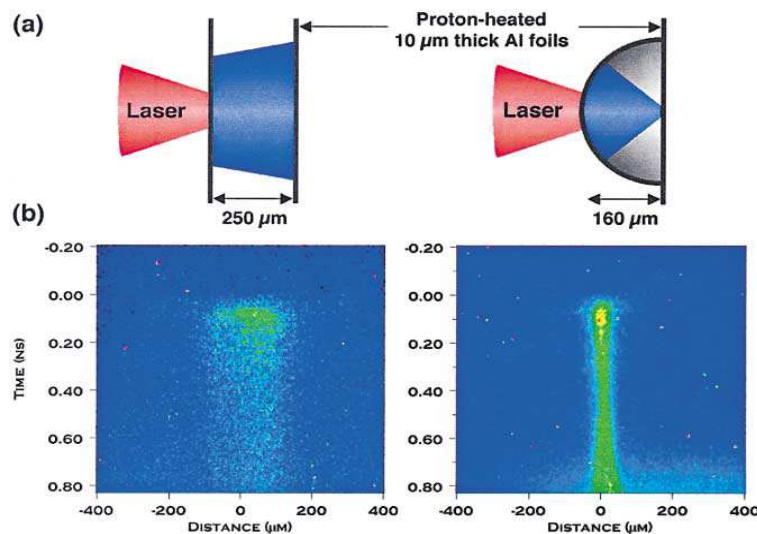 (a)
Proton-heated
10 μm thick Al foils
Laser
Laser
250 μm
160 μm
(b)
-0.20
0.00
0.20
0.40
0.60
0.80
TIME (NS)
-400
-200
0
200
400
DISTANCE (μM)
-0.20
0.00
0.20
0.40
0.60
0.80
-400
-200
0
200
400
DISTANCE (μM)